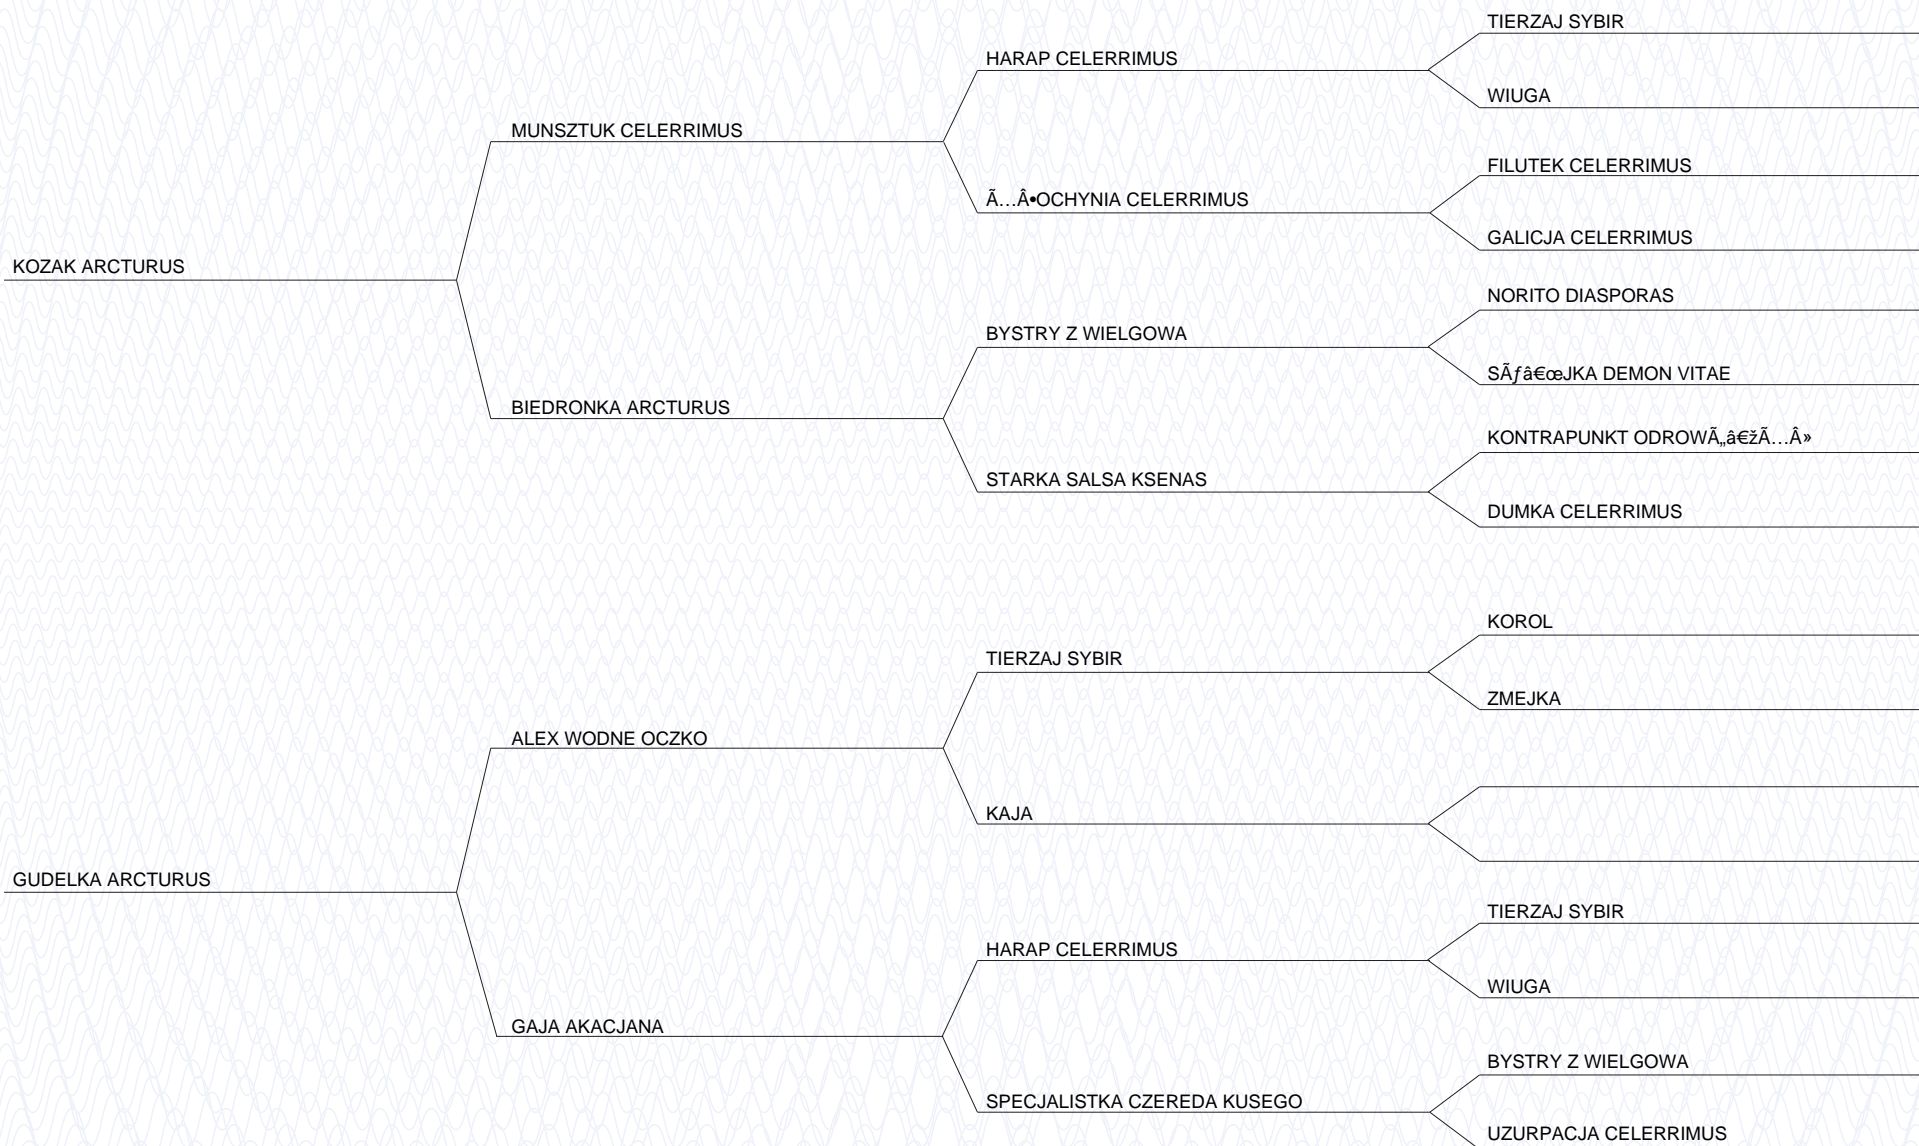 TIERZAJ SYBIR
HARAP CELERRIMUS
WIUGA
MUNSZTUK CELERRIMUS
FILUTEK CELERRIMUS
Ã…Â•OCHYNIA CELERRIMUS
GALICJA CELERRIMUS
KOZAK ARCTURUS
NORITO DIASPORAS
BYSTRY Z WIELGOWA
SÃƒâ€œJKA DEMON VITAE
BIEDRONKA ARCTURUS
KONTRAPUNKT ODROWÃ„â€žÃ…Â»
STARKA SALSA KSENAS
DUMKA CELERRIMUS
KOROL
TIERZAJ SYBIR
ZMEJKA
ALEX WODNE OCZKO
KAJA
GUDELKA ARCTURUS
TIERZAJ SYBIR
HARAP CELERRIMUS
WIUGA
GAJA AKACJANA
BYSTRY Z WIELGOWA
SPECJALISTKA CZEREDA KUSEGO
UZURPACJA CELERRIMUS